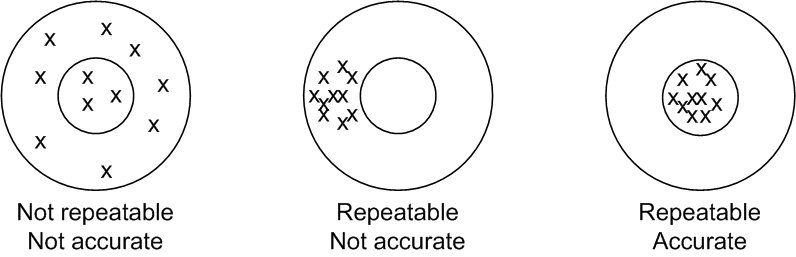 Not repeatable
Not accurate
Repeatable
Not accurate
Repeatable
Accurate